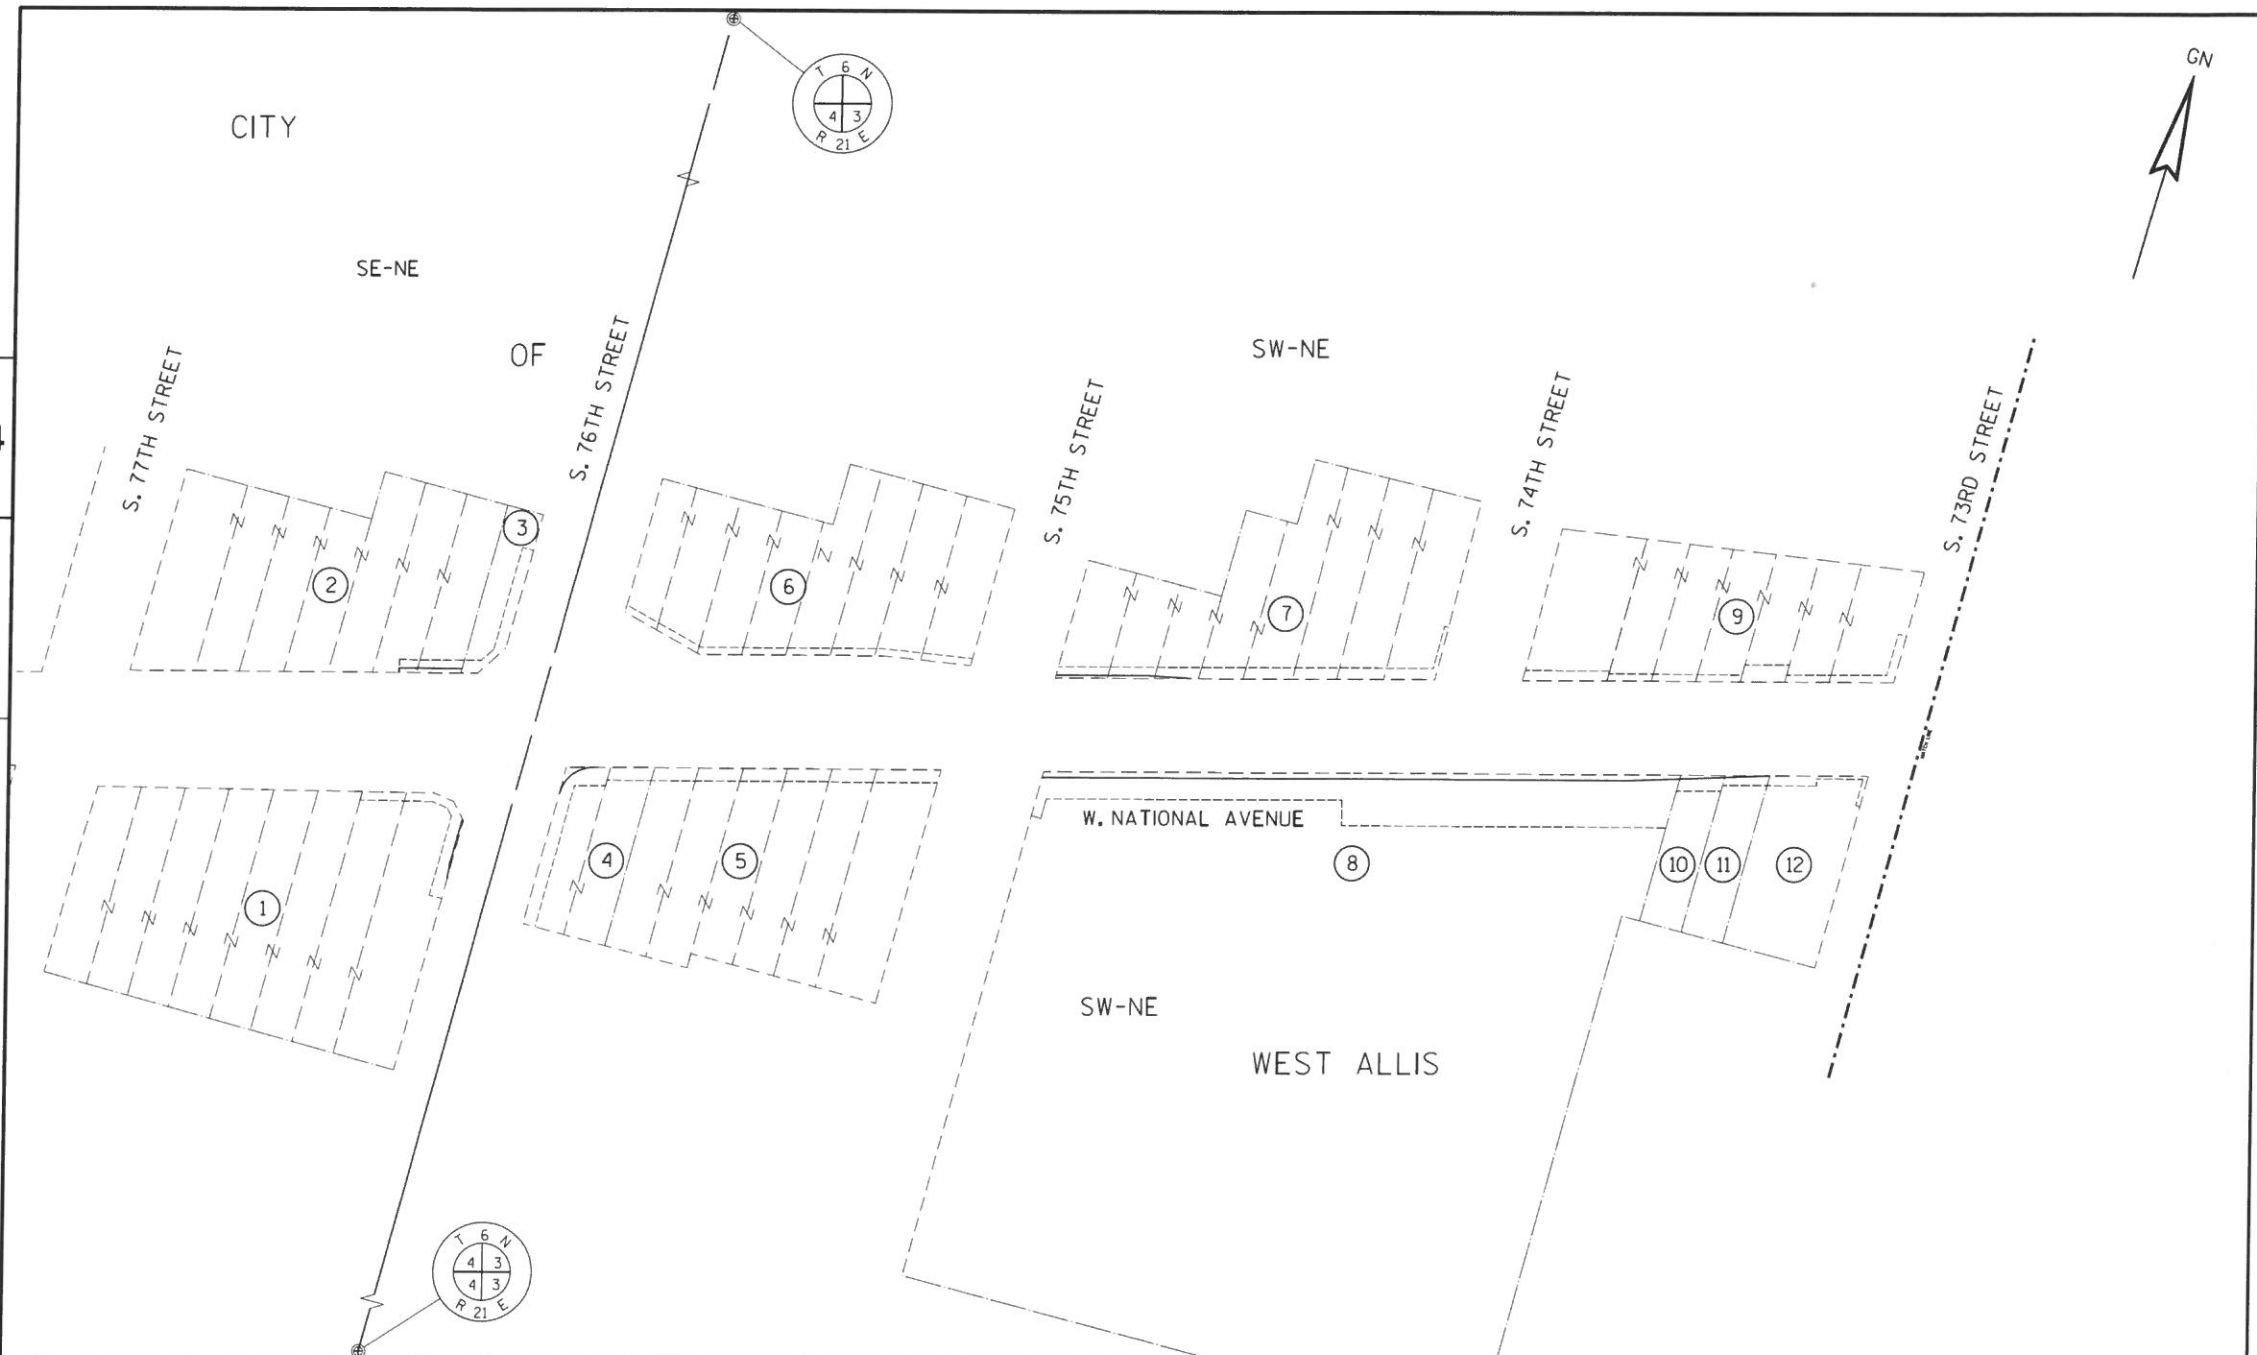 GN
T 6 N
4 3
R 21 E
CITY
SE-NE
OF
SW-NE
S. 77TH STREET
S. 76TH STREET
S. 75TH STREET
S. 74TH STREET
S. 73RD STREET
3
2
6
7
9
W. NATIONAL AVENUE
4
5
8
10
11
12
1
SW-NE
WEST ALLIS
T 6 N
4 3
4 3
R 21 E